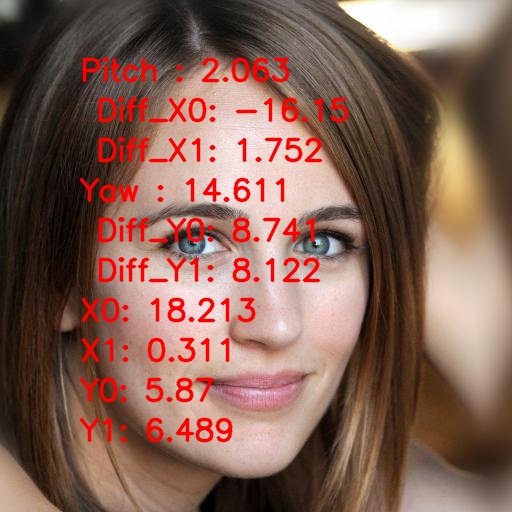 Pitch : 2.063
Diff_X0: -16.15
Diff_X1: 1.752
Yaw : 14.611
Diff_Y0: 8.741
Diff_Y1: 8.122
X0: 18.213
X1: 0.311
Y0: 5.87
Y1: 6.489